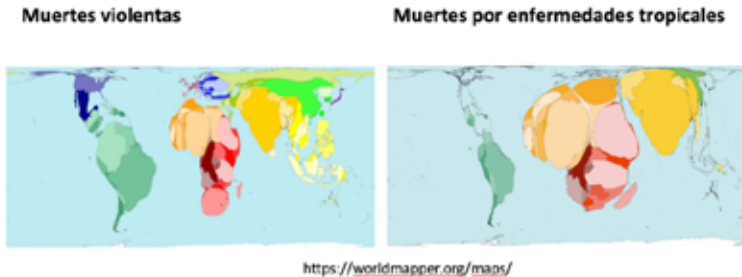 Muertes violentas
Muertes por enfermedades tropicales
https://worldmapper.org/maps/